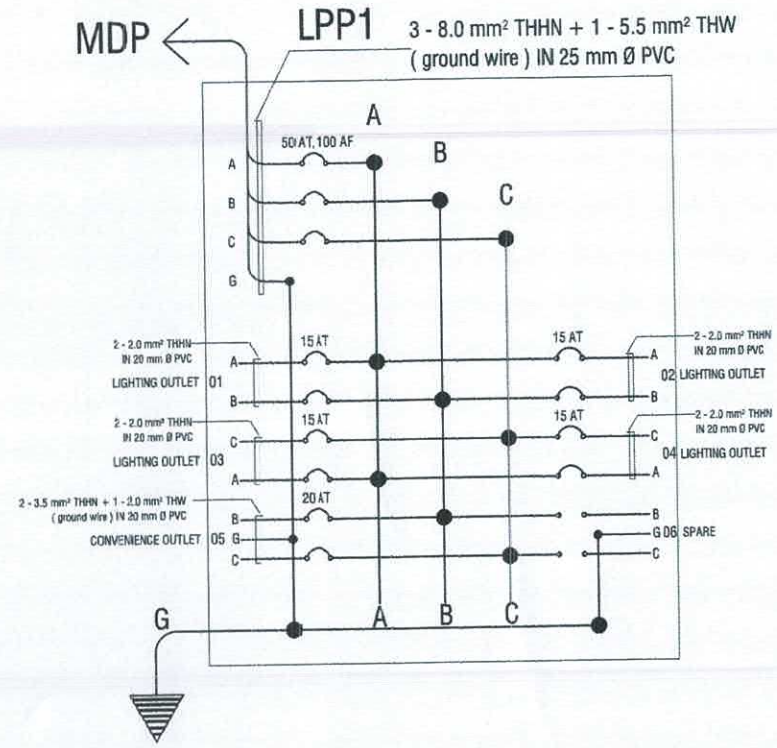 MDP
LPP1
3 - 8.0 mm² THHN + 1 - 5.5 mm² THW
( ground wire ) IN 25 mm Ø PVC
A
B
C
50 AT, 100 AF
A
B
C
G
2 - 2.0 mm² THHN
IN 20 mm Ø PVC
LIGHTING OUTLET 01
A
B
15 AT
15 AT
A
B
2 - 2.0 mm² THHN
IN 20 mm Ø PVC
02 LIGHTING OUTLET
2 - 2.0 mm² THHN
IN 20 mm Ø PVC
LIGHTING OUTLET 03
C
A
15 AT
15 AT
C
A
2 - 2.0 mm² THHN
IN 20 mm Ø PVC
04 LIGHTING OUTLET
2 - 3.5 mm² THHN + 1 - 2.0 mm² THW
( ground wire ) IN 20 mm Ø PVC
CONVENIENCE OUTLET 05
B
G
C
20 AT
B
G 06 SPARE
C
G
A
B
C